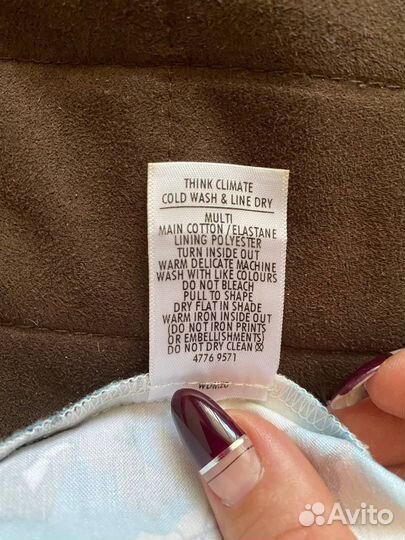 THINK CLIMATE
COLD WASH & LINE DRY
MULTI
MAIN COTTON/ELASTANE
LINING POLYESTER
TURN INSIDE OUT
WARM DELICATE MACHINE
WASH WITH LIKE COLOURS
DO NOT BLEACH
PULL TO SHAPE
DRY FLAT IN SHADE
WARM IRON INSIDE OUT
(DO NOT IRON PRINTS
OR EMBELLISHMENTS)
DO NOT DRY CLEAN
4776 9571
Avito